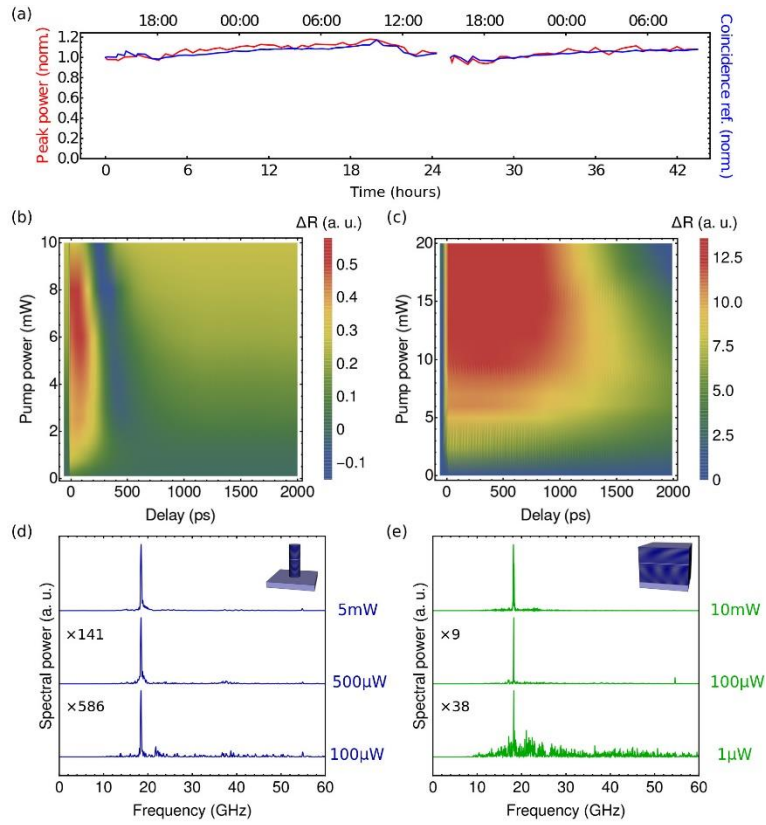 (a)
18:00 00:00 06:00 12:00 18:00 00:00 06:00
Peak power (norm.)
1.2
1.0
0.8
0.6
0.4
0.2
0.0
Coincidence ref. (norm.)
0 6 12 18 24 30 36 42
Time (hours)
(b)
ΔR (a. u.)
Pump power (mW)
10
8
6
4
2
0
0 500 1000 1500 2000
Delay (ps)
0.5
0.4
0.3
0.2
0.1
0
−0.1
(c)
ΔR (a. u.)
Pump power (mW)
20
15
10
5
0
0 500 1000 1500 2000
Delay (ps)
12.5
10.0
7.5
5.0
2.5
0
(d)
Spectral power (a. u.)
5mW
×141
500µW
×586
100µW
0 10 20 30 40 50 60
Frequency (GHz)
(e)
Spectral power (a. u.)
10mW
×9
100µW
×38
1µW
0 10 20 30 40 50 60
Frequency (GHz)